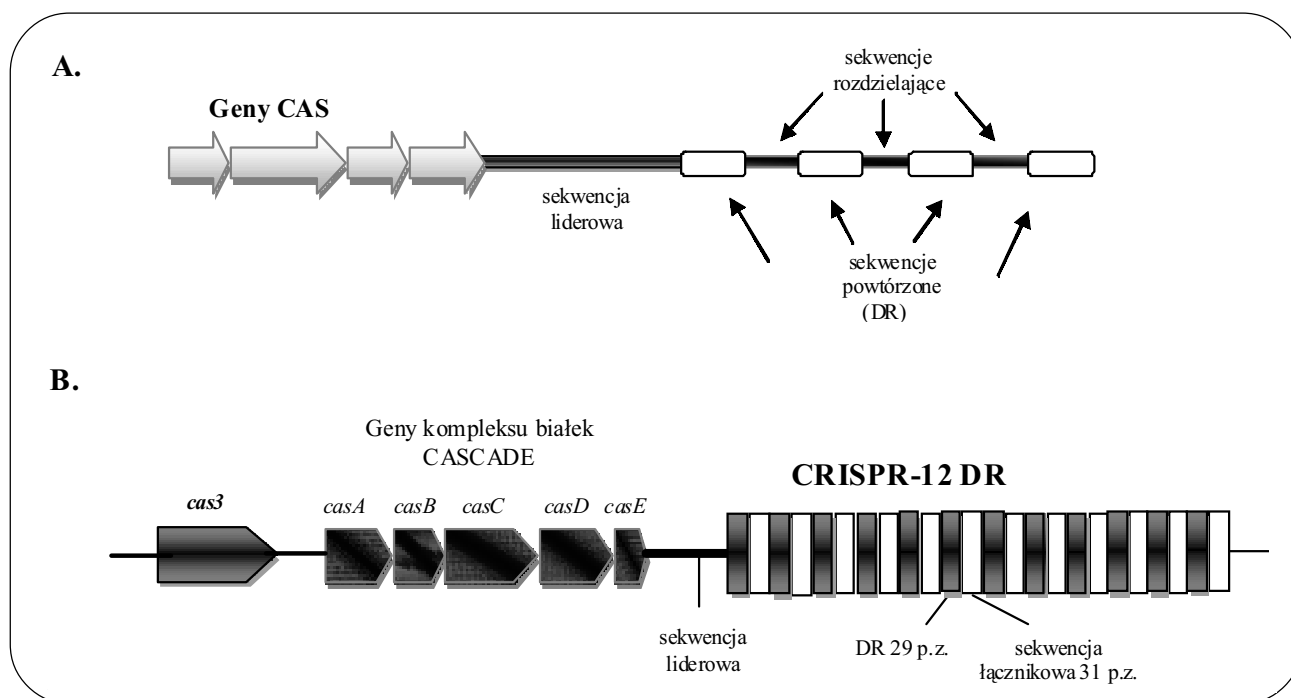 A.
sekwencje
rozdzielające
Geny CAS
sekwencja
liderowa
sekwencje
powtórzone
(DR)
B.
Geny kompleksu białek
CASCADE
CRISPR-12 DR
cas3
casA casB casC casD casE
sekwencja
liderowa
DR 29 p.z.
sekwencja
łącznikowa 31 p.z.